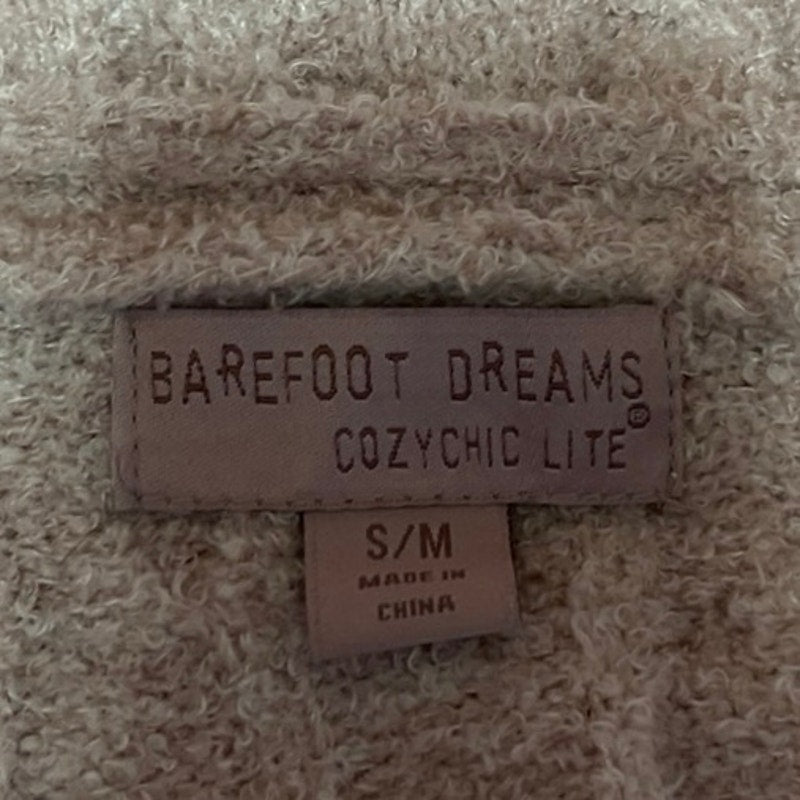 BAREFOOT DREAMS
COZYCHIC LITE®
S/M
MADE IN
CHINA